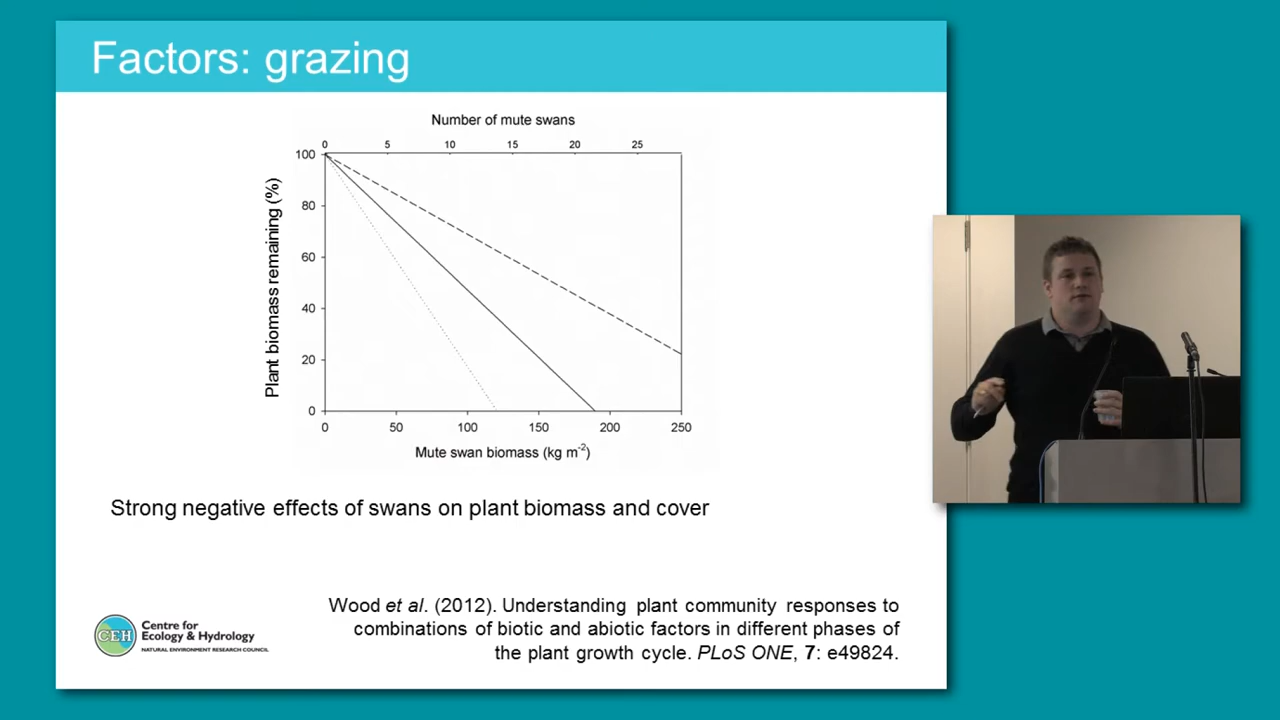 Factors: grazing
Number of mute swans
0 5 10 15 20 25
100
80
60
40
20
0
Plant biomass remaining (%)
0 50 100 150 200 250
Mute swan biomass (kg m-2)
Strong negative effects of swans on plant biomass and cover
Wood et al. (2012). Understanding plant community responses to
combinations of biotic and abiotic factors in different phases of
the plant growth cycle. PLoS ONE, 7: e49824.
CEH
Centre for
Ecology & Hydrology
NATURAL ENVIRONMENT RESEARCH COUNCIL